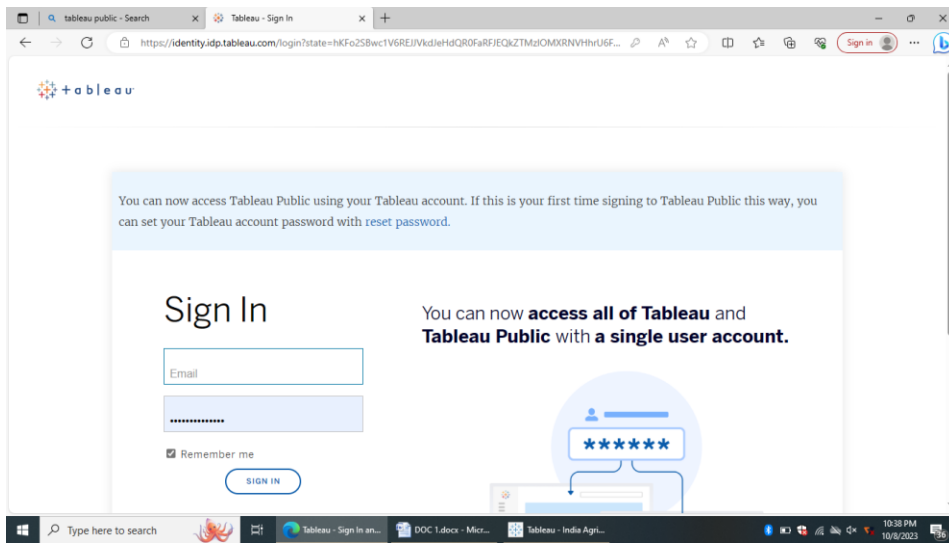 tableau public - Search
Tableau - Sign In
https://identity.idp.tableau.com/login?state=hKFo2SBwc1V6REJJVkdJeHdQR0FaRFJEQkZTMzlOMXRNVHhrU6F...
Sign in
+ a b l e a u
You can now access Tableau Public using your Tableau account. If this is your first time signing to Tableau Public this way, you
can set your Tableau account password with reset password.
Sign In
You can now access all of Tableau and
Tableau Public with a single user account.
Email
Remember me
SIGN IN
******
Type here to search
Tableau - Sign In an...
DOC 1.docx - Micr...
Tableau - India Agri...
10:38 PM
10/8/2023
36